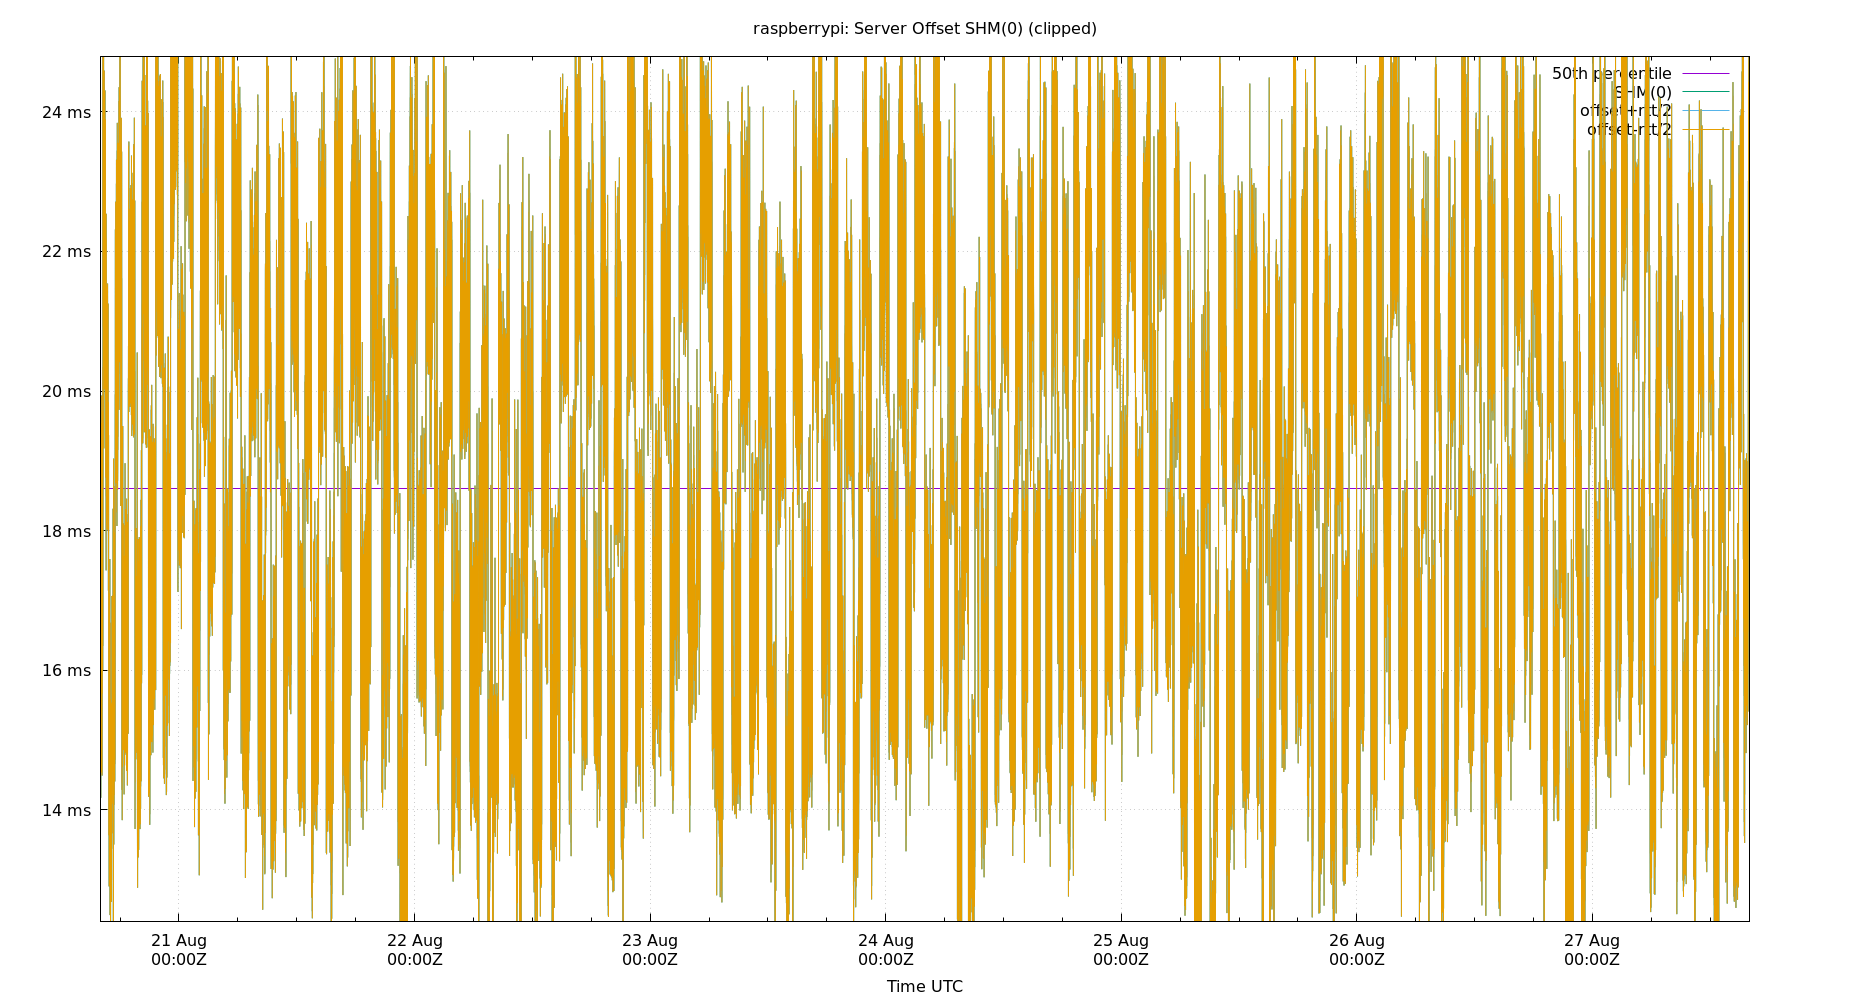 raspberrypi: Server Offset SHM(0) (clipped)
50th percentile
SHM(0)
offset+rtt/2
offset-rtt/2
24 ms
22 ms
20 ms
18 ms
16 ms
14 ms
21 Aug
00:00Z
22 Aug
00:00Z
23 Aug
00:00Z
24 Aug
00:00Z
25 Aug
00:00Z
26 Aug
00:00Z
27 Aug
00:00Z
Time UTC